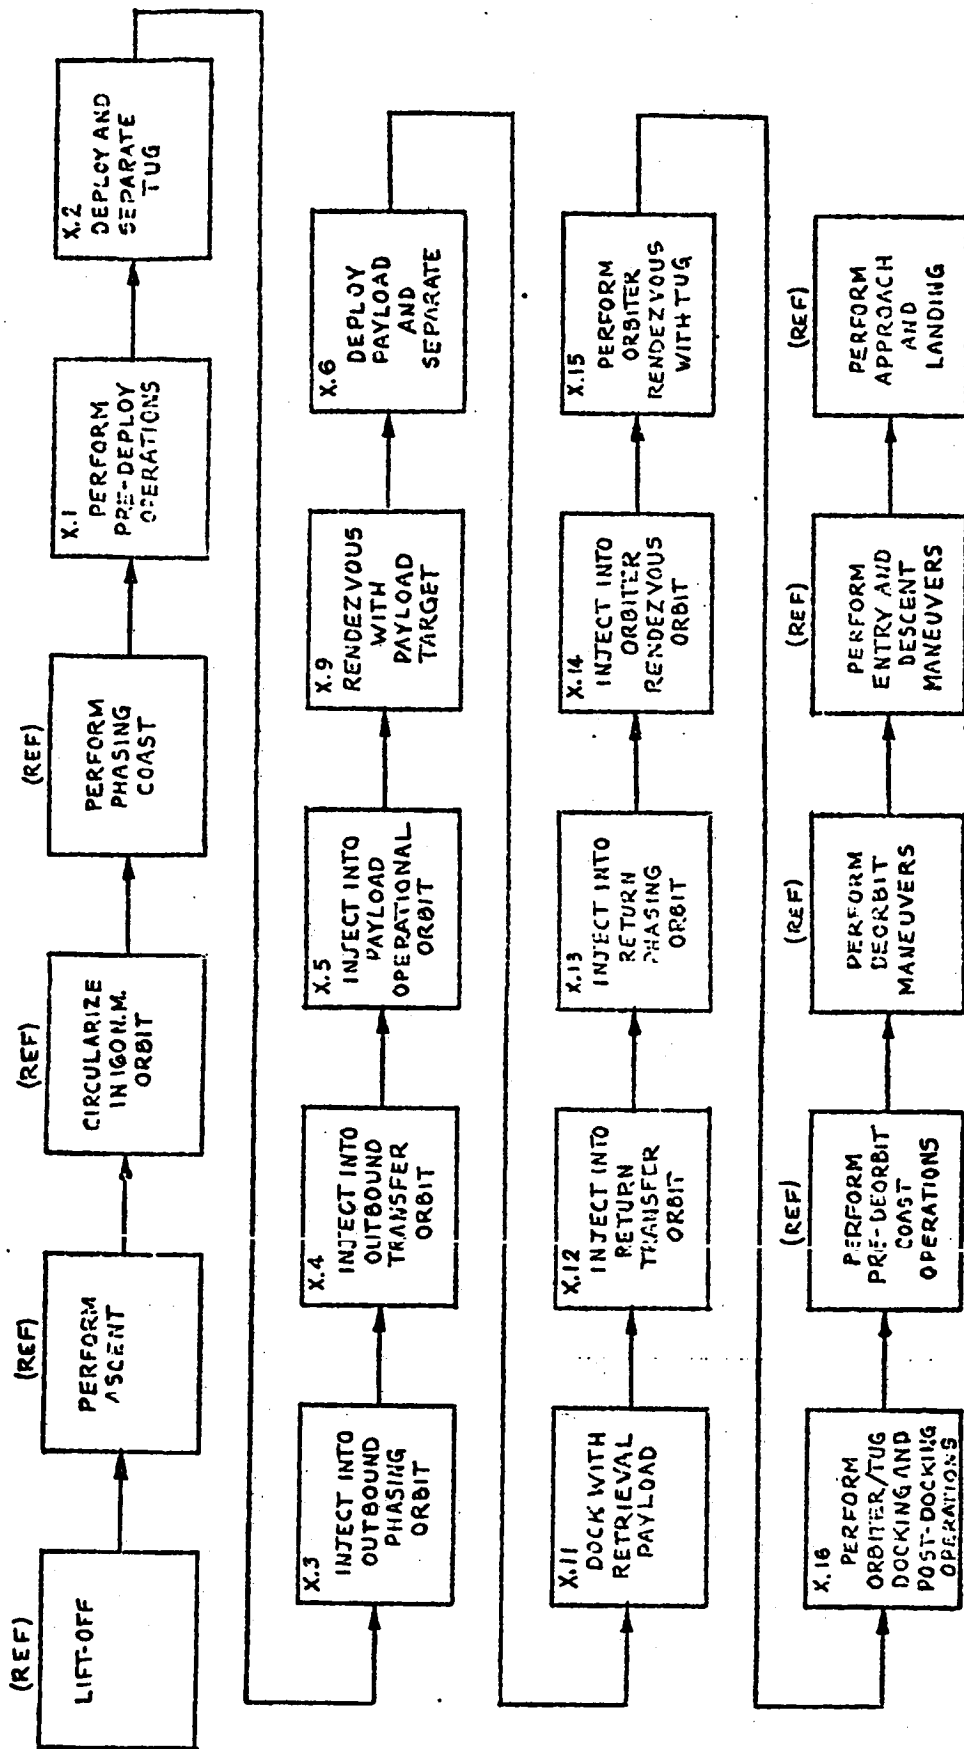 (REF)
LIFT-OFF
(REF)
PERFORM
ASCENT
(REF)
CIRCULARIZE
IN 160 N.M.
ORBIT
(REF)
PERFORM
PHASING
COAST
X.1
PERFORM
PRE-DEPLOY
OPERATIONS
X.2
DEPLOY AND
SEPARATE
TUG
X.3
INJECT INTO
OUTBOUND
PHASING
ORBIT
X.4
INJECT INTO
OUTBOUND
TRANSFER
ORBIT
X.5
INJECT INTO
PAYLOAD
OPERATIONAL
ORBIT
X.9
RENDEZVOUS
WITH
PAYLOAD
TARGET
X.6
DEPLOY
PAYLOAD
AND
SEPARATE
X.11
DOCK WITH
RETRIEVAL
PAYLOAD
X.12
INJECT INTO
RETURN
TRANSFER
ORBIT
X.13
INJECT INTO
RETURN
PHASING
ORBIT
X.14
INJECT INTO
ORBITER
RENDEZVOUS
ORBIT
X.15
PERFORM
ORBITER
RENDEZVOUS
WITH TUG
X.16
PERFORM
ORBITER/TUG
DOCKING AND
POST-DOCKING
OPERATIONS
(REF)
PERFORM
PRE-DEORBIT
COAST
OPERATIONS
(REF)
PERFORM
DEORBIT
MANEUVERS
(REF)
PERFORM
ENTRY AND
DESCENT
MANEUVERS
(REF)
PERFORM
APPROACH
AND
LANDING